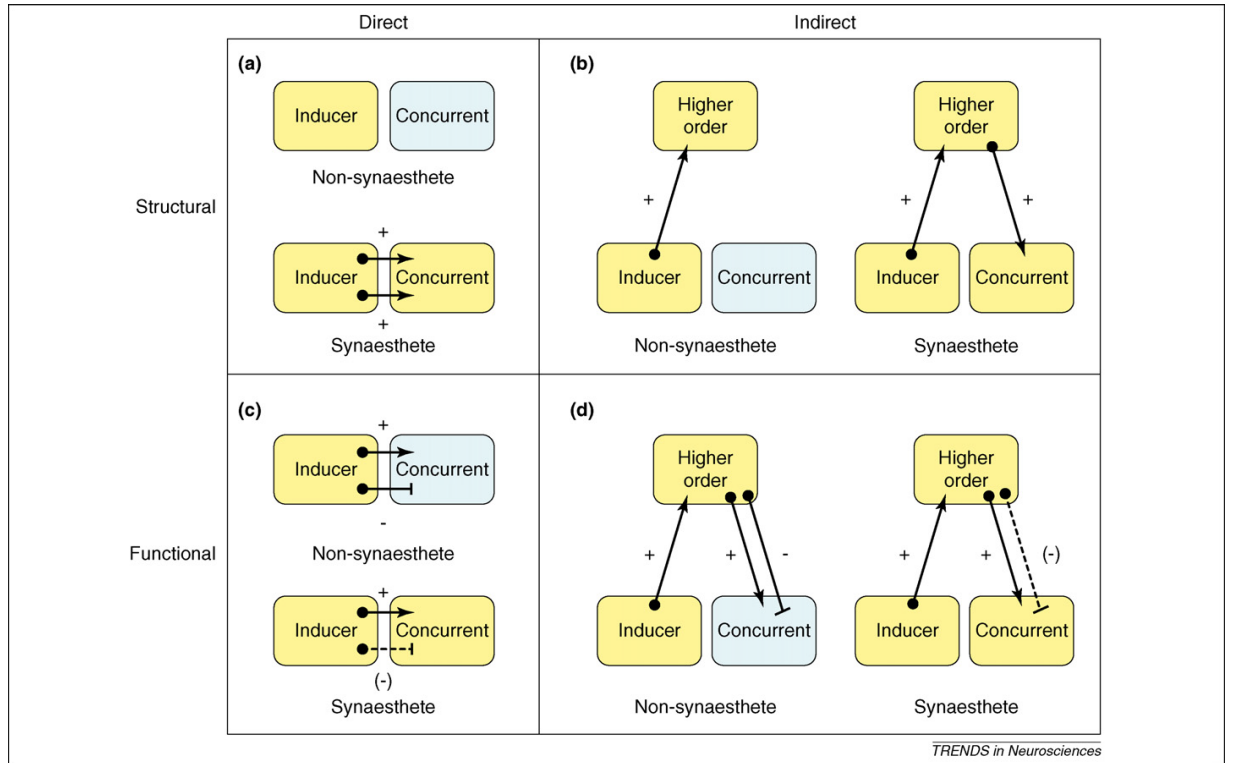 Direct
Indirect
Structural
(a)
Inducer
Concurrent
Non-synaesthete
+
Inducer
Concurrent
+
Synaesthete
(b)
Higher
order
+
Inducer
Concurrent
Non-synaesthete
Higher
order
+
+
Inducer
Concurrent
Synaesthete
Functional
(c)
+
Inducer
Concurrent
-
Non-synaesthete
+
Inducer
Concurrent
(-)
Synaesthete
(d)
Higher
order
+
+
-
Inducer
Concurrent
Non-synaesthete
Higher
order
+
+
(-)
Inducer
Concurrent
Synaesthete
TRENDS in Neurosciences